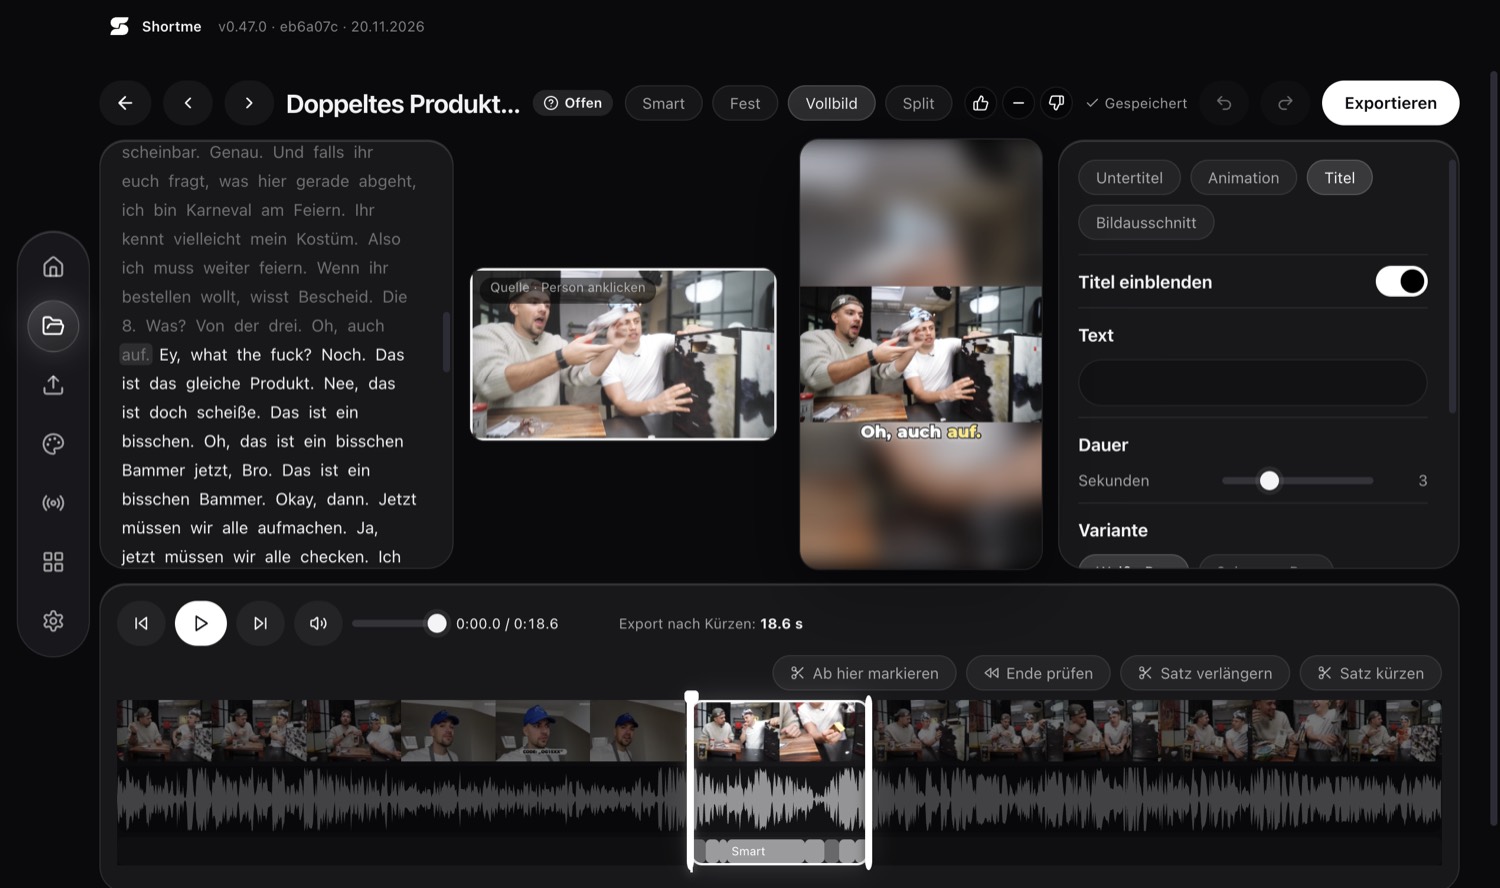 Shortme v0.47.0 · eb6a07c · 20.11.2026
Doppeltes Produkt... Offen Smart Fest Vollbild Split Gespeichert Exportieren
scheinbar. Genau. Und falls ihr
euch fragt, was hier gerade abgeht,
ich bin Karneval am Feiern. Ihr
kennt vielleicht mein Kostüm. Also
ich muss weiter feiern. Wenn ihr
bestellen wollt, wisst Bescheid. Die
8. Was? Von der drei. Oh, auch
auf. Ey, what the fuck? Noch. Das
ist das gleiche Produkt. Nee, das
ist doch scheiße. Das ist ein
bisschen. Oh, das ist ein bisschen
Bammer jetzt, Bro. Das ist ein
bisschen Bammer. Okay, dann. Jetzt
müssen wir alle aufmachen. Ja,
jetzt müssen wir alle checken. Ich
Quelle · Person anklicken
Oh, auch auf.
Untertitel Animation Titel
Bildausschnitt
Titel einblenden
Text
Dauer
Sekunden 3
Variante
0:00.0 / 0:18.6 Export nach Kürzen: 18.6 s
Ab hier markieren Ende prüfen Satz verlängern Satz kürzen
Smart